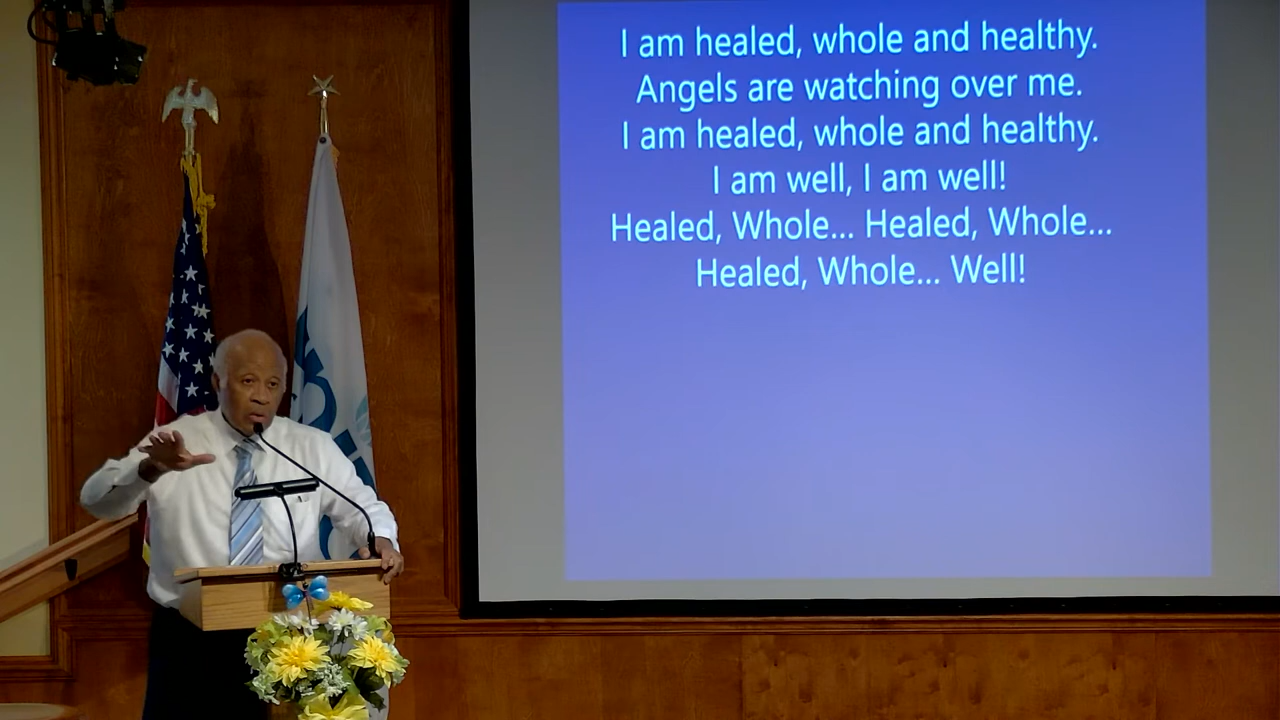 I am healed, whole and healthy.
Angels are watching over me.
I am healed, whole and healthy.
I am well, I am well!
Healed, Whole... Healed, Whole...
Healed, Whole... Well!